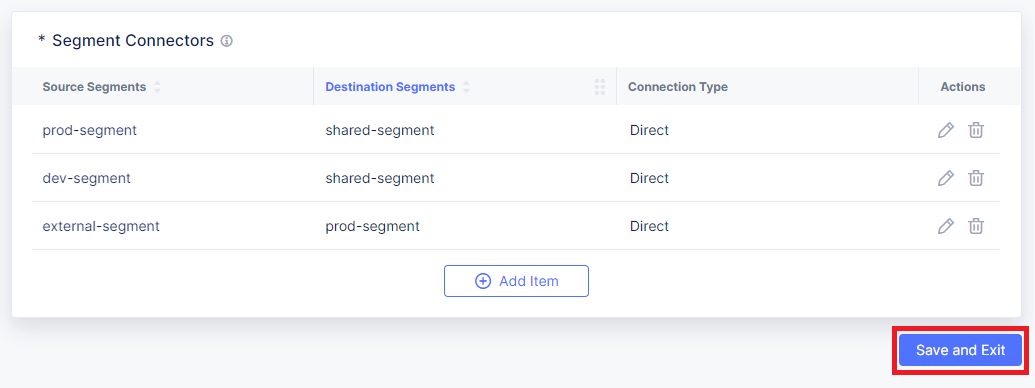 * Segment Connectors
Source Segments Destination Segments Connection Type Actions
prod-segment shared-segment Direct
dev-segment shared-segment Direct
external-segment prod-segment Direct
Add Item
Save and Exit